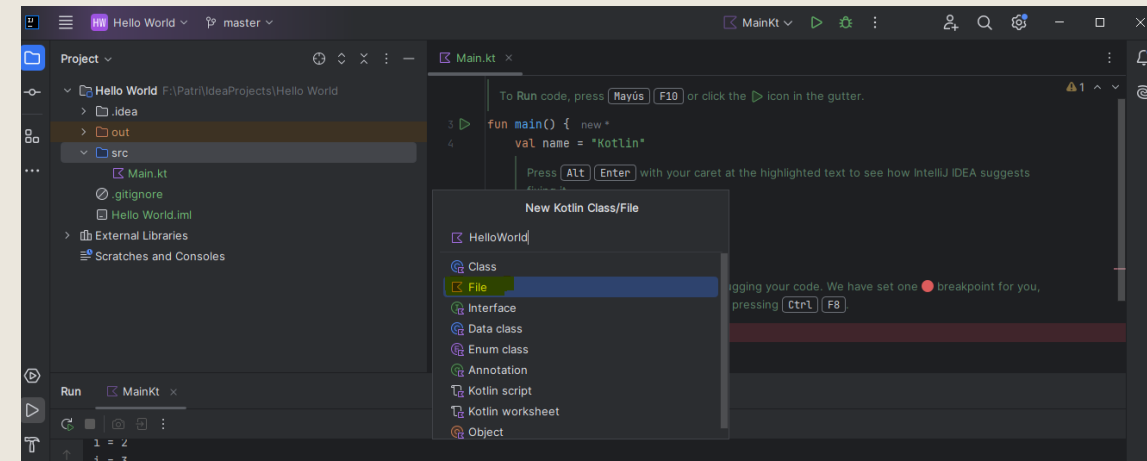 HW Hello World master MainKt
Project
Main.kt
Hello World F:\Patri\IdeaProjects\Hello World
.idea
out
src
Main.kt
.gitignore
Hello World.iml
External Libraries
Scratches and Consoles
To Run code, press Mayús F10 or click the icon in the gutter.
1
3 fun main() { new *
4 val name = "Kotlin"
Press Alt Enter with your caret at the highlighted text to see how IntelliJ IDEA suggests
New Kotlin Class/File
HelloWorld
Class
File
Interface
Data class
Enum class
Annotation
Kotlin script
Kotlin worksheet
Object
gging your code. We have set one breakpoint for you,
pressing Ctrl F8.
Run MainKt
i = 2
i = 3